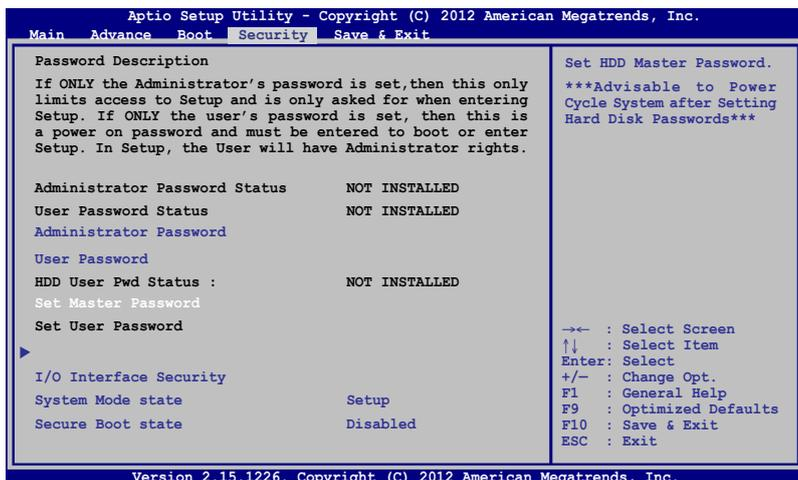 Aptio Setup Utility - Copyright (C) 2012 American Megatrends, Inc.
Main Advance Boot Security Save & Exit
Password Description
If ONLY the Administrator's password is set,then this only
limits access to Setup and is only asked for when entering
Setup. If ONLY the user's password is set, then this is
a power on password and must be entered to boot or enter
Setup. In Setup, the User will have Administrator rights.
Administrator Password Status NOT INSTALLED
User Password Status NOT INSTALLED
Administrator Password
User Password
HDD User Pwd Status : NOT INSTALLED
Set Master Password
Set User Password
I/O Interface Security
System Mode state Setup
Secure Boot state Disabled
Set HDD Master Password.
***Advisable to Power
Cycle System after Setting
Hard Disk Passwords***
→← : Select Screen
↑↓ : Select Item
Enter: Select
+/— : Change Opt.
F1 : General Help
F9 : Optimized Defaults
F10 : Save & Exit
ESC : Exit
Version 2.15.1226. Copyright (C) 2012 American Megatrends, Inc.